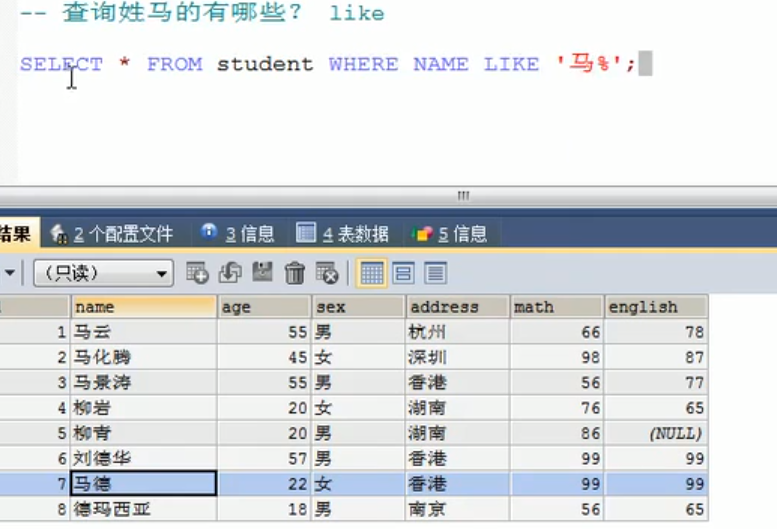 -- 查询姓马的有哪些? like
SELECT * FROM student WHERE NAME LIKE '马%';
结果 2 个配置文件 3 信息 4 表数据 5 信息
(只读)
name age sex address math english
1 马云 55 男 杭州 66 78
2 马化腾 45 女 深圳 98 87
3 马景涛 55 男 香港 56 77
4 柳岩 20 女 湖南 76 65
5 柳青 20 男 湖南 86 (NULL)
6 刘德华 57 男 香港 99 99
7 马德 22 女 香港 99 99
8 德玛西亚 18 男 南京 56 65